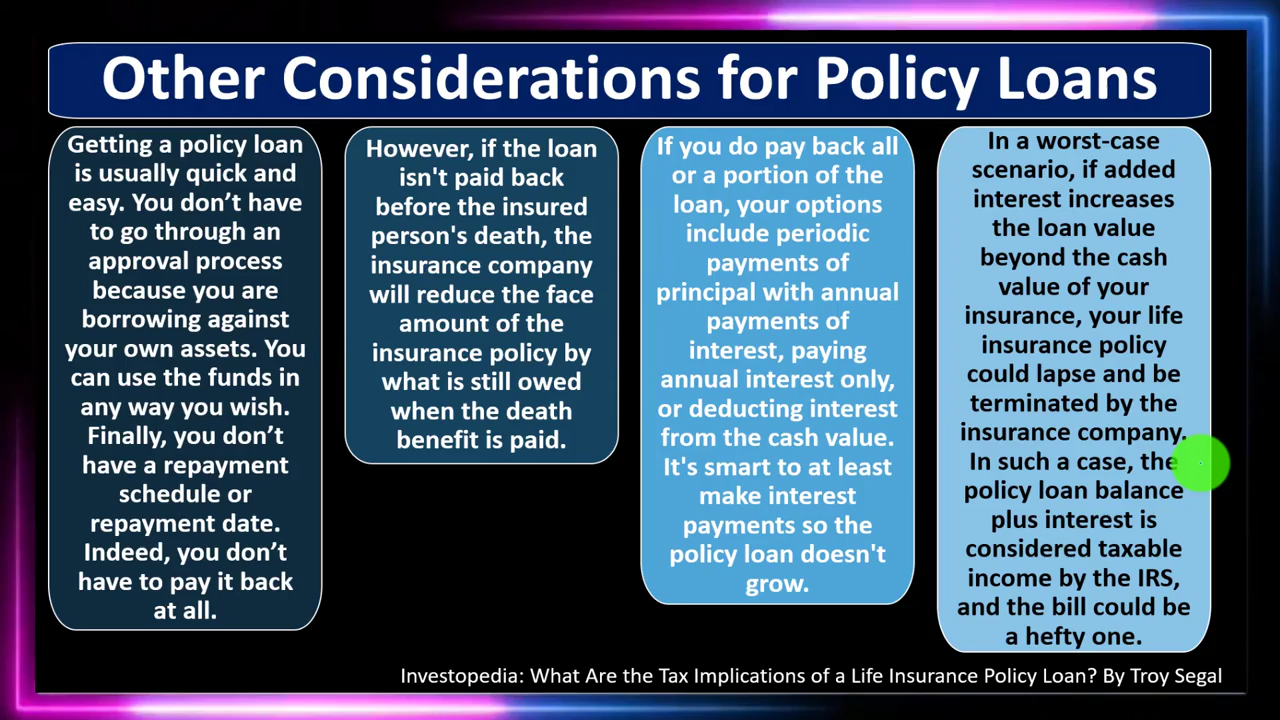 Other Considerations for Policy Loans
Getting a policy loan
is usually quick and
easy. You don’t have
to go through an
approval process
because you are
borrowing against
your own assets. You
can use the funds in
any way you wish.
Finally, you don’t
have a repayment
schedule or
repayment date.
Indeed, you don’t
have to pay it back
at all.
However, if the loan
isn't paid back
before the insured
person's death, the
insurance company
will reduce the face
amount of the
insurance policy by
what is still owed
when the death
benefit is paid.
If you do pay back all
or a portion of the
loan, your options
include periodic
payments of
principal with annual
payments of
interest, paying
annual interest only,
or deducting interest
from the cash value.
It's smart to at least
make interest
payments so the
policy loan doesn't
grow.
In a worst-case
scenario, if added
interest increases
the loan value
beyond the cash
value of your
insurance, your life
insurance policy
could lapse and be
terminated by the
insurance company.
In such a case, the
policy loan balance
plus interest is
considered taxable
income by the IRS,
and the bill could be
a hefty one.
Investopedia: What Are the Tax Implications of a Life Insurance Policy Loan? By Troy Segal